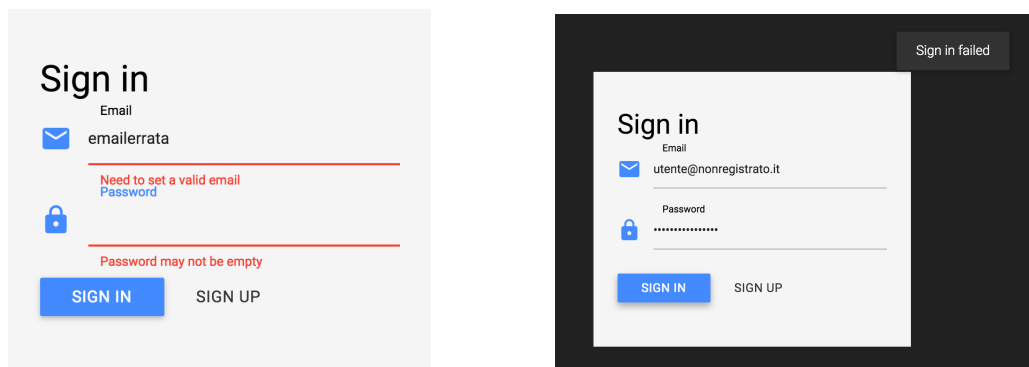 Sign in
Email
emailerrata
Need to set a valid email
Password
Password may not be empty
SIGN IN SIGN UP
Sign in failed
Sign in
Email
utente@nonregistrato.it
Password
••••••••••••••••
SIGN IN SIGN UP